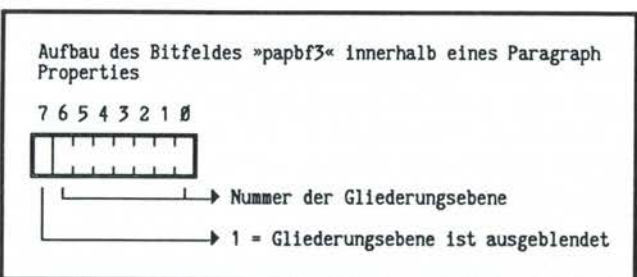 Aufbau des Bitfeldes »papbf3« innerhalb eines Paragraph
Properties
7 6 5 4 3 2 1 0
Nummer der Gliederungsebene
1 = Gliederungsebene ist ausgeblendet